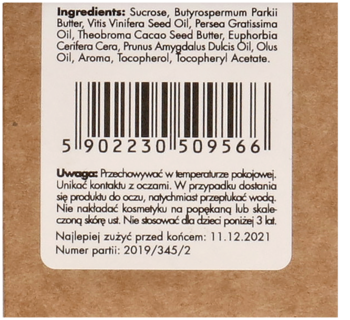 Ingredients: Sucrose, Butyrospermum Parkii
Butter, Vitis Vinifera Seed Oil, Persea Gratissima
Oil, Theobroma Cacao Seed Butter, Euphorbia
Cerifera Cera, Prunus Amygdalus Dulcis Oil, Olus
Oil, Aroma, Tocopherol, Tocopheryl Acetate.
5 902230 509566
Uwaga: Przechowywać w temperaturze pokojowej.
Unikać kontaktu z oczami. W przypadku dostania
się produktu do oczu, natychmiast przepłukać wodą.
Nie nakładać kosmetyku na popękaną lub skale-
czoną skórę ust. Nie stosować dla dzieci poniżej 3 lat.
Najlepiej zużyć przed końcem: 11.12.2021
Numer partii: 2019/345/2